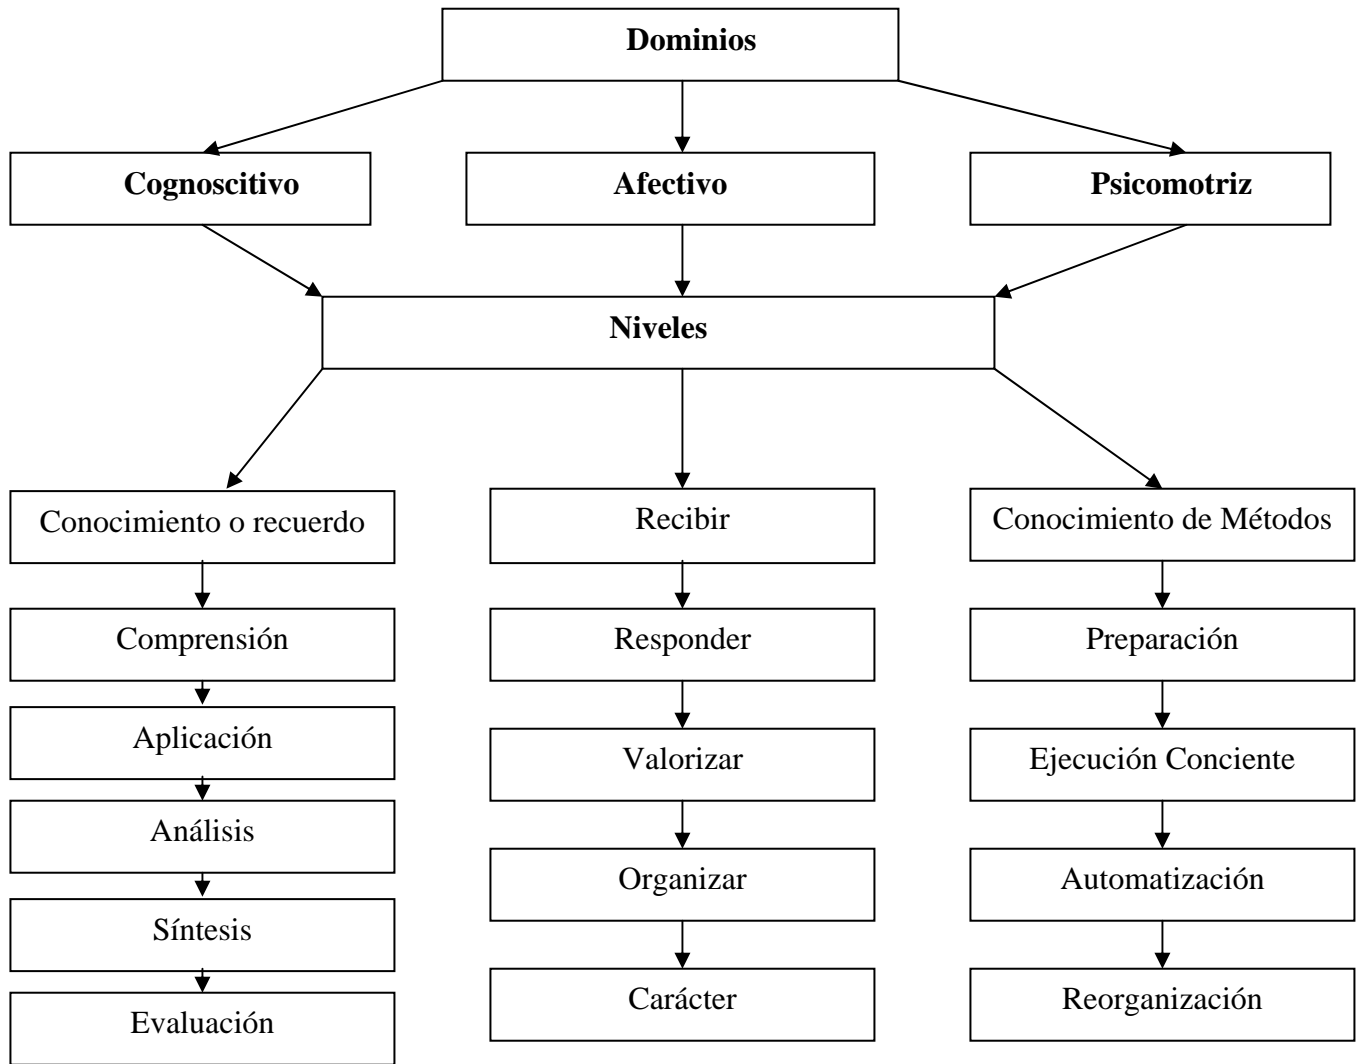 Dominios
Cognoscitivo
Afectivo
Psicomotriz
Niveles
Conocimiento o recuerdo
Recibir
Conocimiento de Métodos
Comprensión
Responder
Preparación
Aplicación
Valorizar
Ejecución Conciente
Análisis
Organizar
Automatización
Síntesis
Carácter
Reorganización
Evaluación